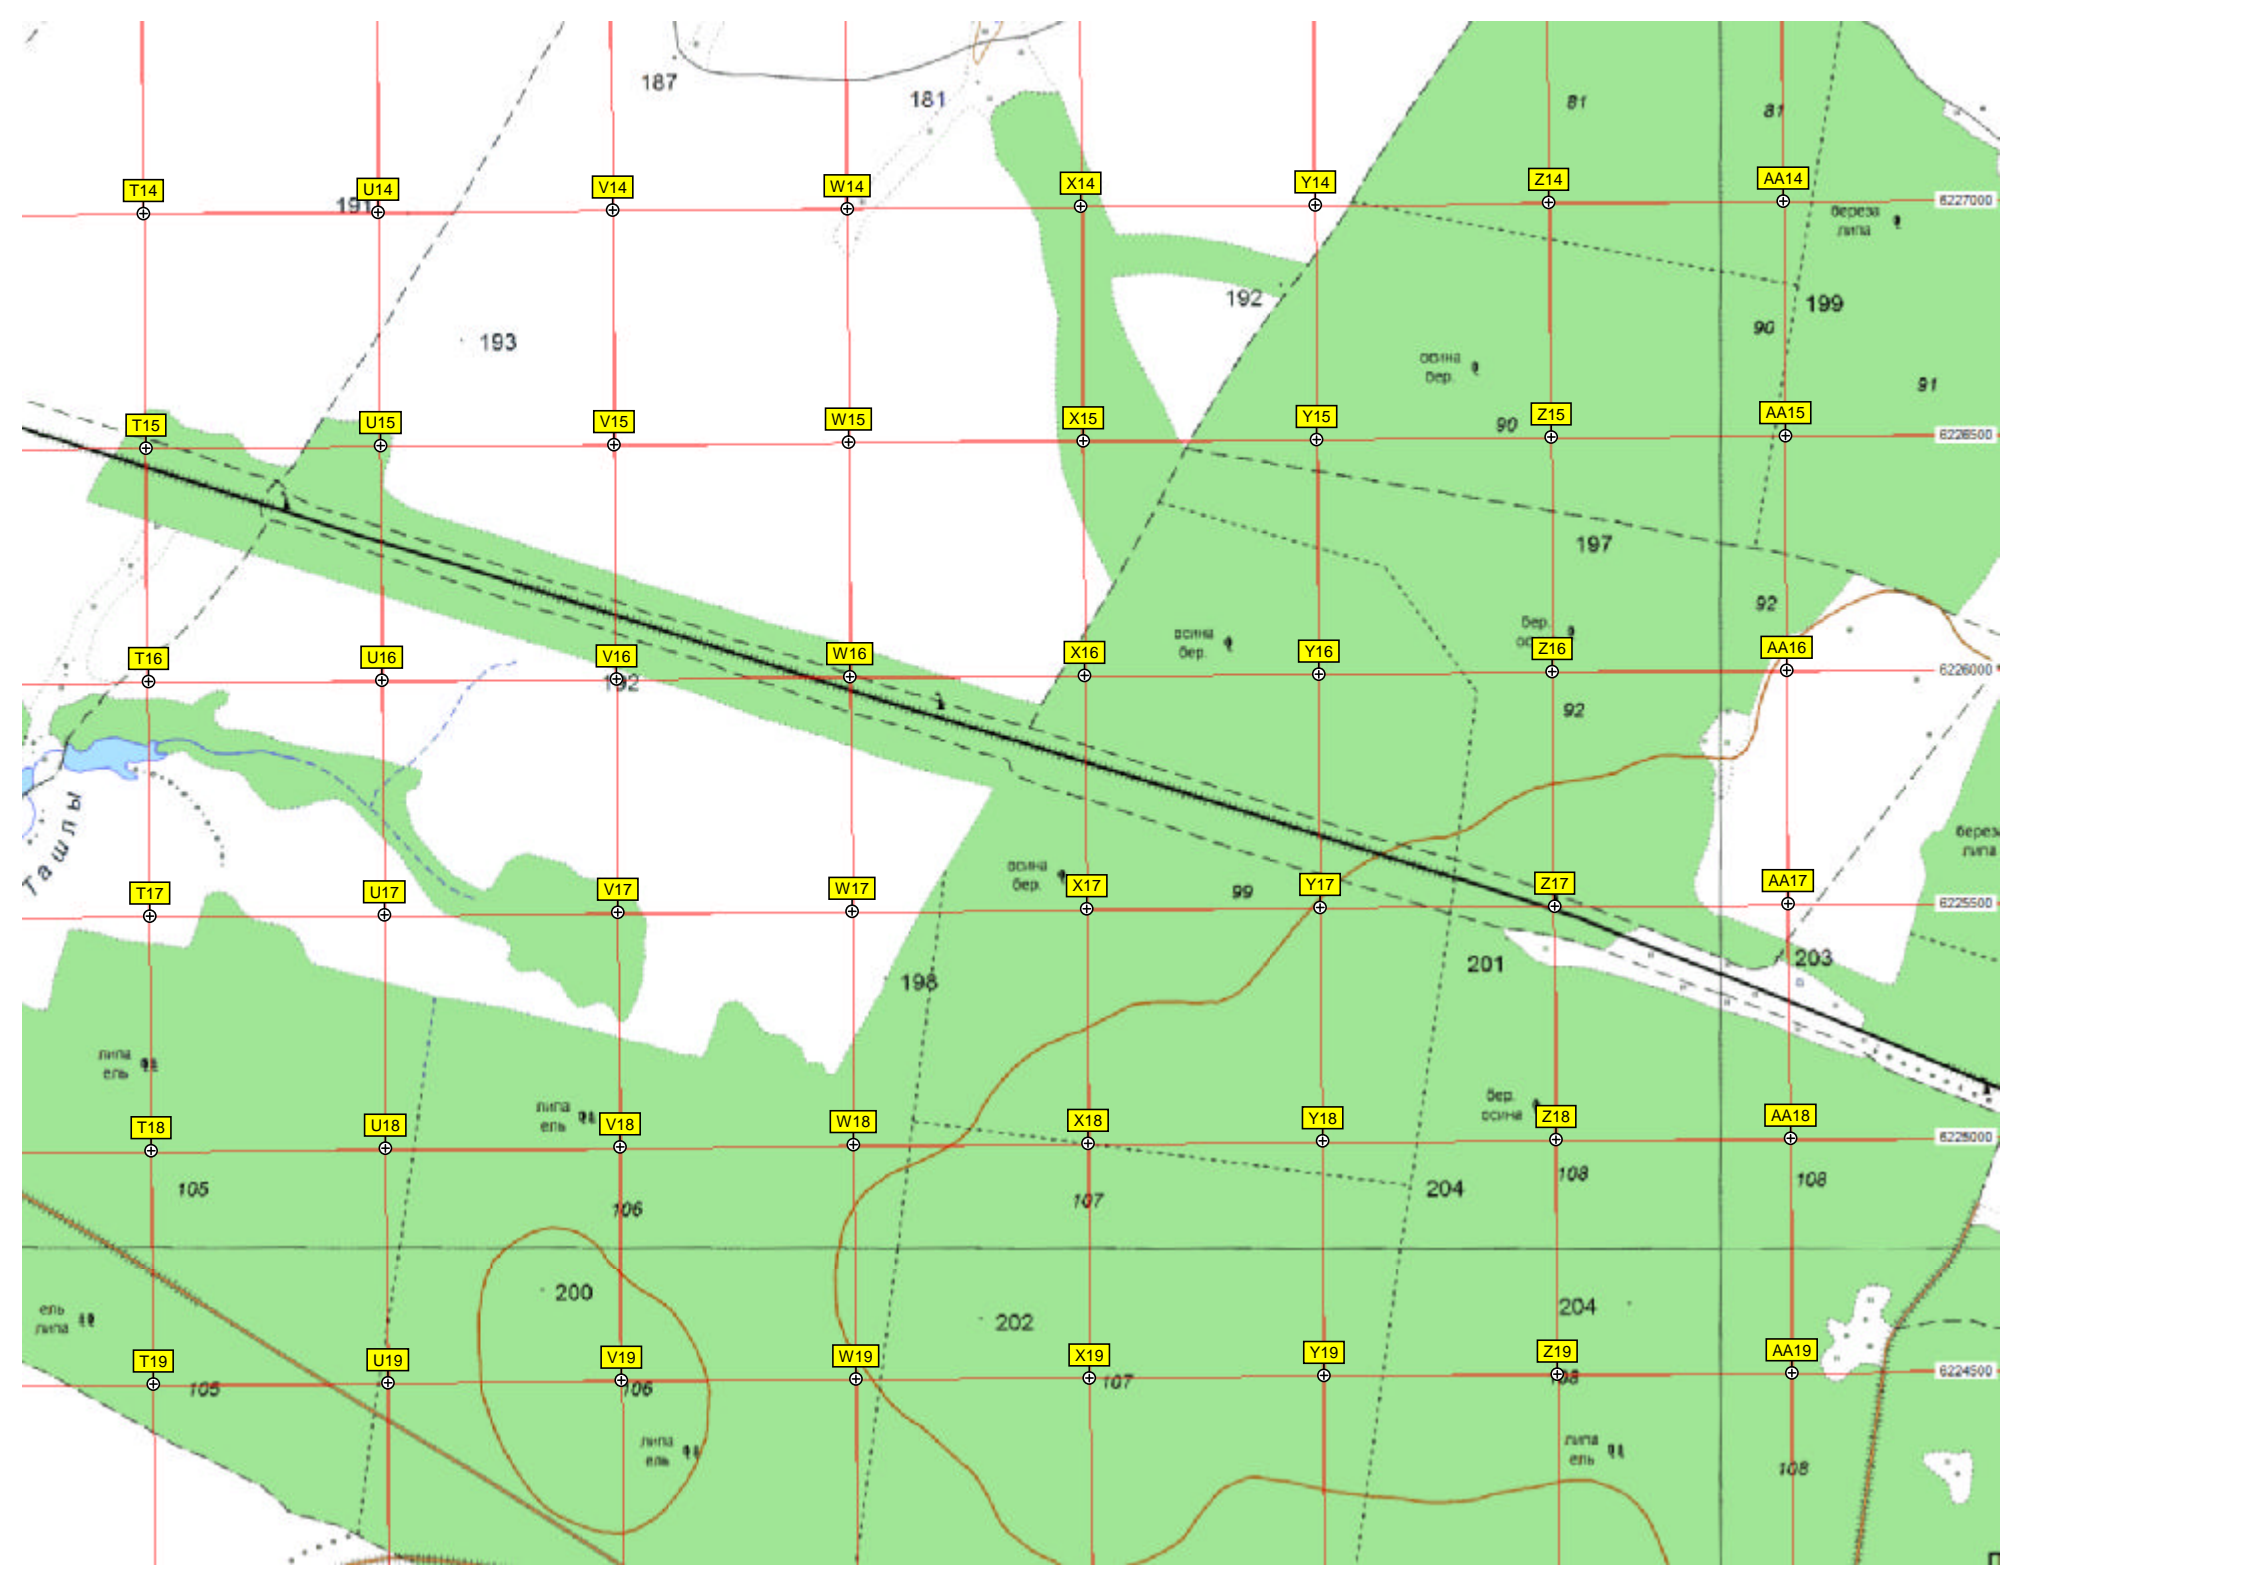 187
181
81
81
T14
U14
V14
W14
X14
Y14
Z14
AA14
6227000
191
береза
липа
192
199
90
193
осина
бер.
91
T15
U15
V15
W15
X15
Y15
90
Z15
AA15
6226500
197
92
осина
бер.
бер.
T16
U16
V16
W16
X16
Y16
Z16
AA16
6226000
192
92
Ташлы
берез
липа
осина
бер.
99
T17
U17
V17
W17
X17
Y17
Z17
AA17
6225500
198
201
203
липа
ель
липа
ель
бер.
осина
T18
U18
V18
W18
X18
Y18
Z18
AA18
6225000
105
106
107
204
108
108
200
202
204
ель
липа
T19
U19
V19
W19
X19
Y19
Z19
AA19
6224500
105
106
107
108
липа
ель
липа
ель
108